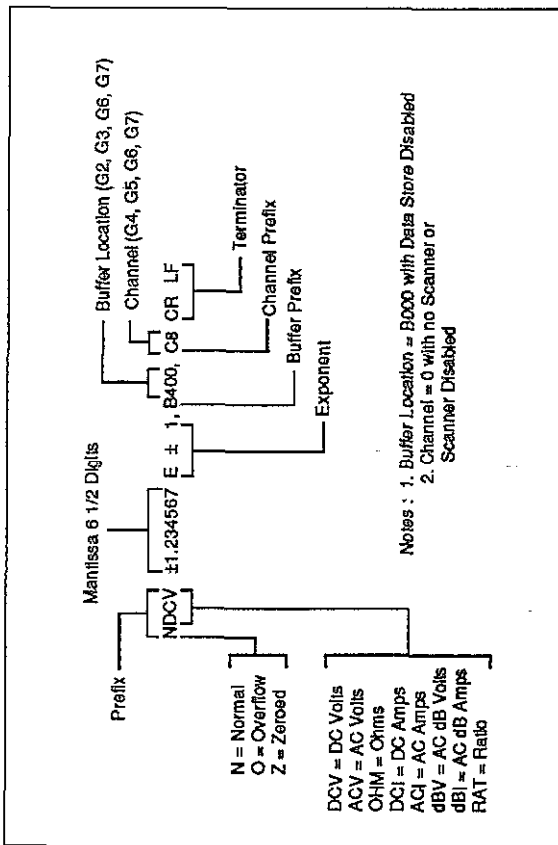 Prefix
Mantissa 6 1/2 Digits
Buffer Location (G2, G3, G6, G7)
Channel (G4, G5, G6, G7)
NDCV ±1.234567 E ± 1, B400, C8 CR LF
Terminator
Channel Prefix
Buffer Prefix
Exponent
N = Normal
O = Overflow
Z = Zeroed
DCV = DC Volts
ACV = AC Volts
OHM = Ohms
DCI = DC Amps
ACI = AC Amps
dBV = AC dB Volts
dBI = AC dB Amps
RAT = Ratio
Notes : 1. Buffer Location = B000 with Data Store Disabled
2. Channel = 0 with no Scanner or
Scanner Disabled